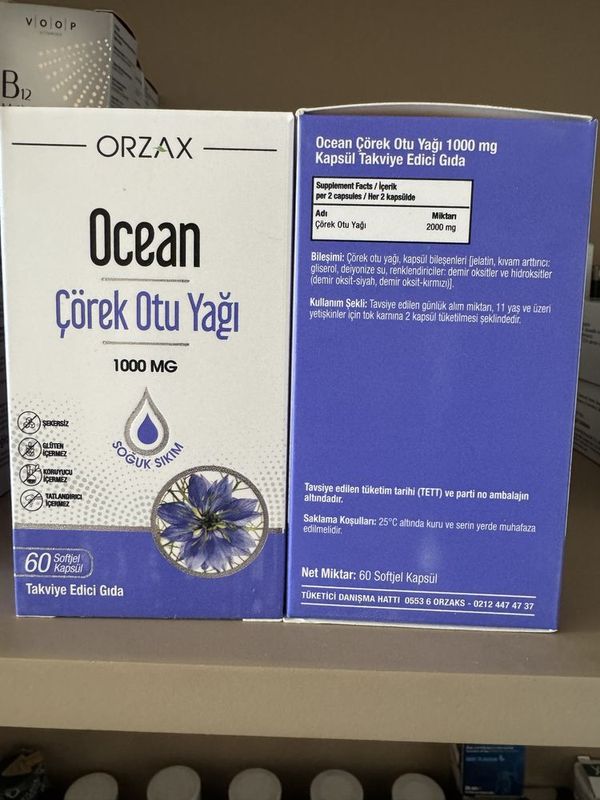 V|O|O|P
B12
ORZAX
Ocean
Çörek Otu Yağı
1000 MG
SOĞUK SIKIM
ŞEKERSİZ
GLÜTEN
İÇERMEZ
KORUYUCU
İÇERMEZ
TATLANDIRICI
İÇERMEZ
60 Softjel
Kapsül
Takviye Edici Gıda
Ocean Çörek Otu Yağı 1000 mg
Kapsül Takviye Edici Gıda
Supplement Facts / İçerik
per 2 capsules / Her 2 kapsülde
Adı Miktarı
Çörek Otu Yağı 2000 mg
Bileşimi: Çörek otu yağı, kapsül bileşenleri [jelatin, kıvam arttırıcı:
gliserol, deiyonize su, renklendiriciler: demir oksitler ve hidroksitler
(demir oksit-siyah, demir oksit-kırmızı)].
Kullanım Şekli: Tavsiye edilen günlük alım miktarı, 11 yaş ve üzeri
yetişkinler için tok karnına 2 kapsül tüketilmesi şeklindedir.
Tavsiye edilen tüketim tarihi (TETT) ve parti no ambalajın
altındadır.
Saklama Koşulları: 25°C altında kuru ve serin yerde muhafaza
edilmelidir.
Net Miktar: 60 Softjel Kapsül
TÜKETİCİ DANIŞMA HATTI 0553 6 ORZAKS - 0212 447 47 37